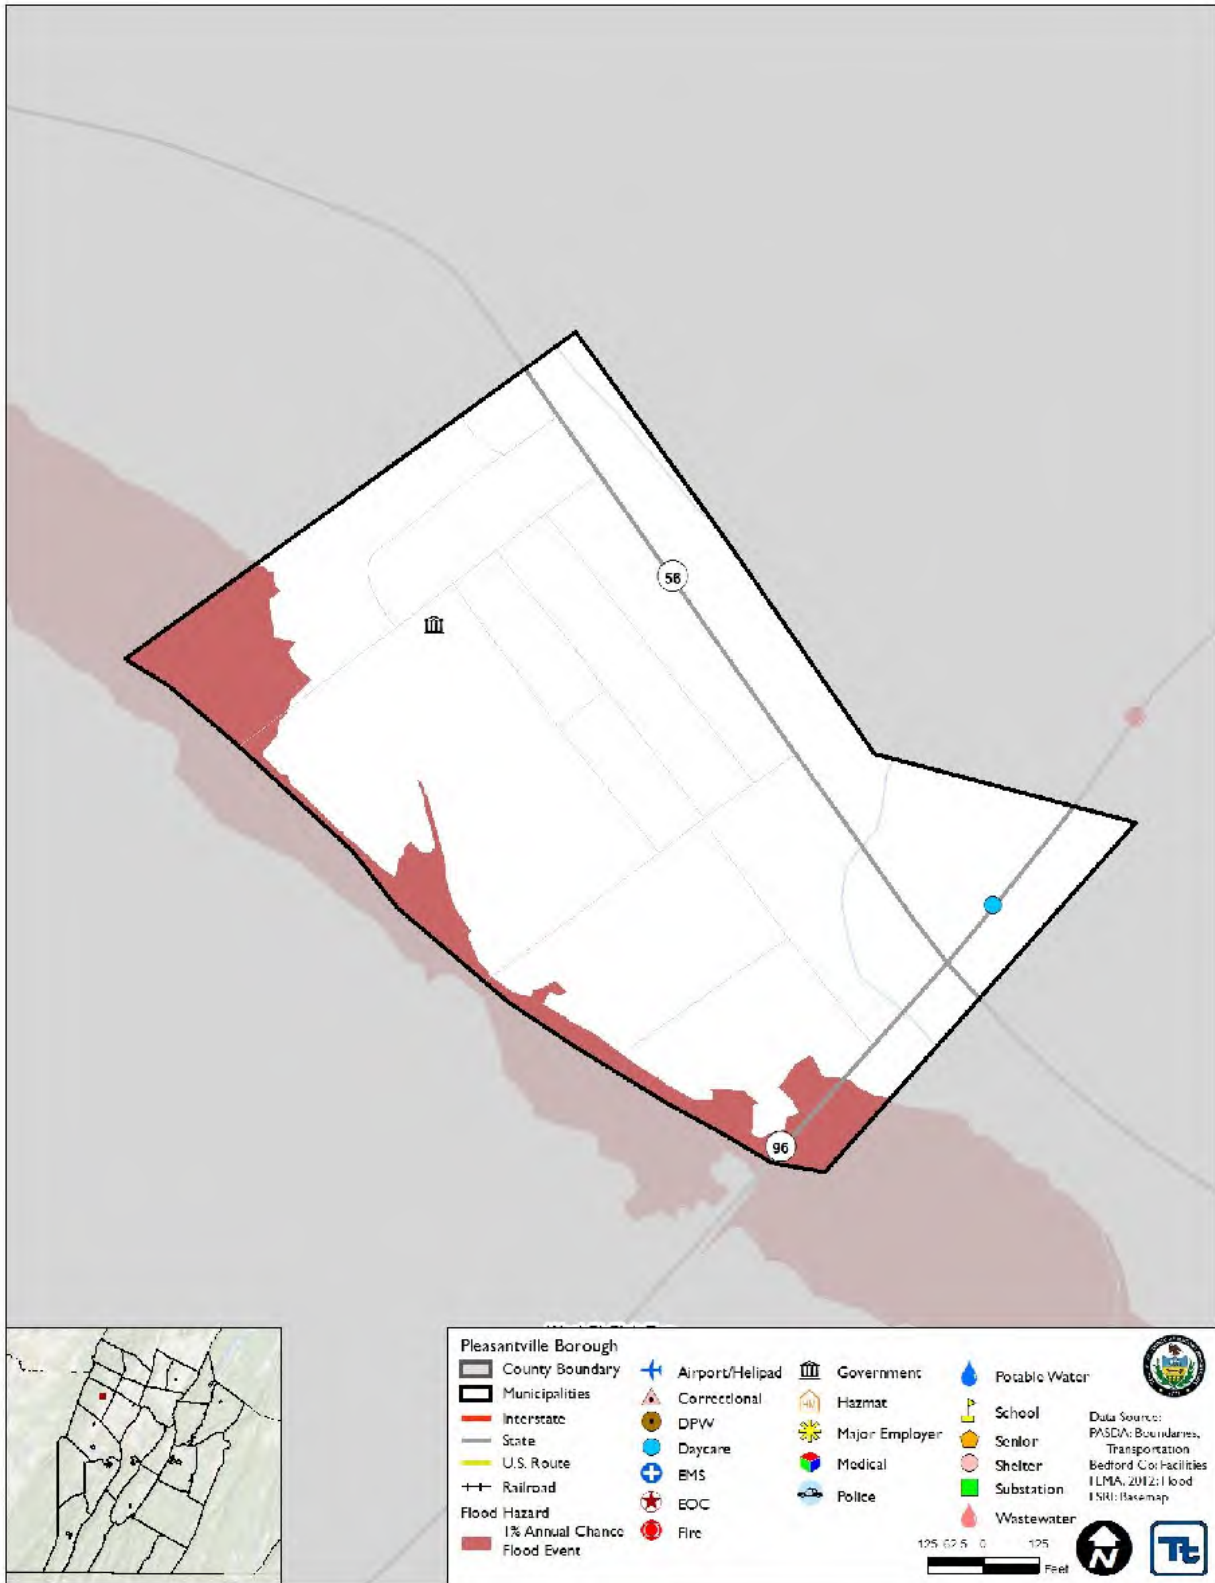 56
96
Pleasantville Borough
County Boundary
Municipalities
Interstate
State
U.S. Route
Railroad
Flood Hazard
1% Annual Chance
Flood Event
Airport/Helipad
Correctional
DPW
Daycare
EMS
EOC
Fire
Government
Hazmat
Major Employer
Medical
Police
Potable Water
School
Senior
Shelter
Substation
Wastewater
Data Source:
PASDA: Boundaries,
Transportation
Bedford Co: Facilities
FEMA, 2012: Flood
ESRI: Basemap
125 62.5 0 125
Feet
N
Tt